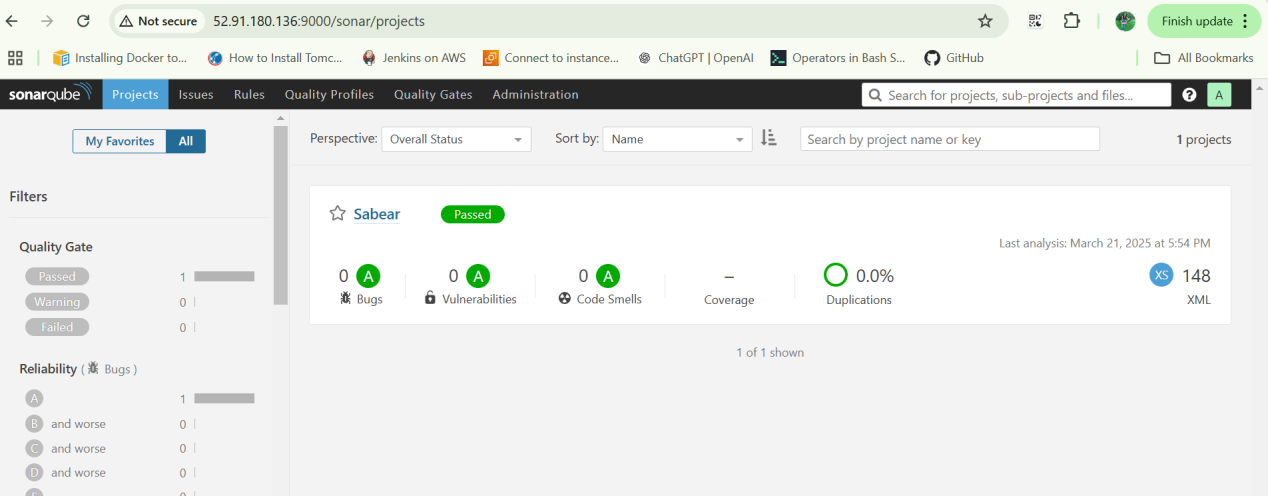 Not secure 52.91.180.136:9000/sonar/projects Finish update
Installing Docker to... How to Install Tomc... Jenkins on AWS Connect to instance... ChatGPT | OpenAI Operators in Bash S... GitHub All Bookmarks
sonarqube Projects Issues Rules Quality Profiles Quality Gates Administration Search for projects, sub-projects and files... ? A
My Favorites All
Filters
Quality Gate
Passed 1
Warning 0
Failed 0
Reliability ( Bugs )
A 1
B and worse 0
C and worse 0
D and worse 0
Perspective: Overall Status Sort by: Name Search by project name or key 1 projects
Sabear Passed
Last analysis: March 21, 2025 at 5:54 PM
0 A 0 A 0 A – 0.0% XS 148
Bugs Vulnerabilities Code Smells Coverage Duplications XML
1 of 1 shown